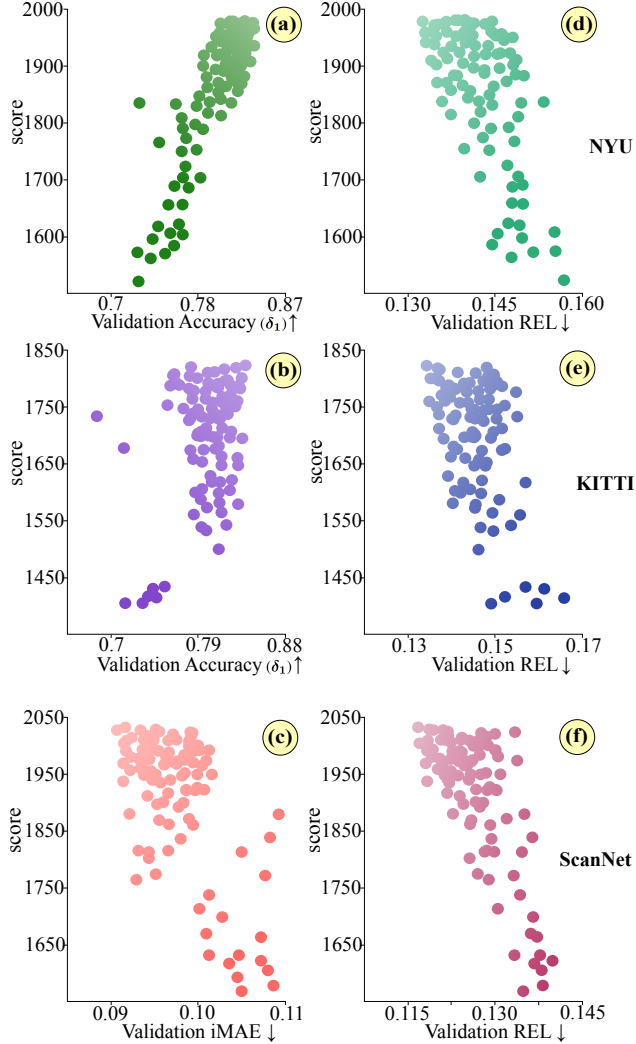 2000
1900
1800
1700
1600
score
(a)
0.7
0.78
0.87
Validation Accuracy (δ₁)↑
(d)
2000
1900
1800
1700
1600
score
0.130
0.145
0.160
Validation REL ↓
NYU
1850
1750
1650
1550
1450
score
(b)
0.7
0.79
0.88
Validation Accuracy (δ₁)↑
(e)
1850
1750
1650
1550
1450
score
0.13
0.15
0.17
Validation REL ↓
KITTI
2050
1950
1850
1750
1650
score
(c)
0.09
0.10
0.11
Validation iMAE ↓
(f)
2050
1950
1850
1750
1650
score
0.115
0.130
0.145
Validation REL ↓
ScanNet